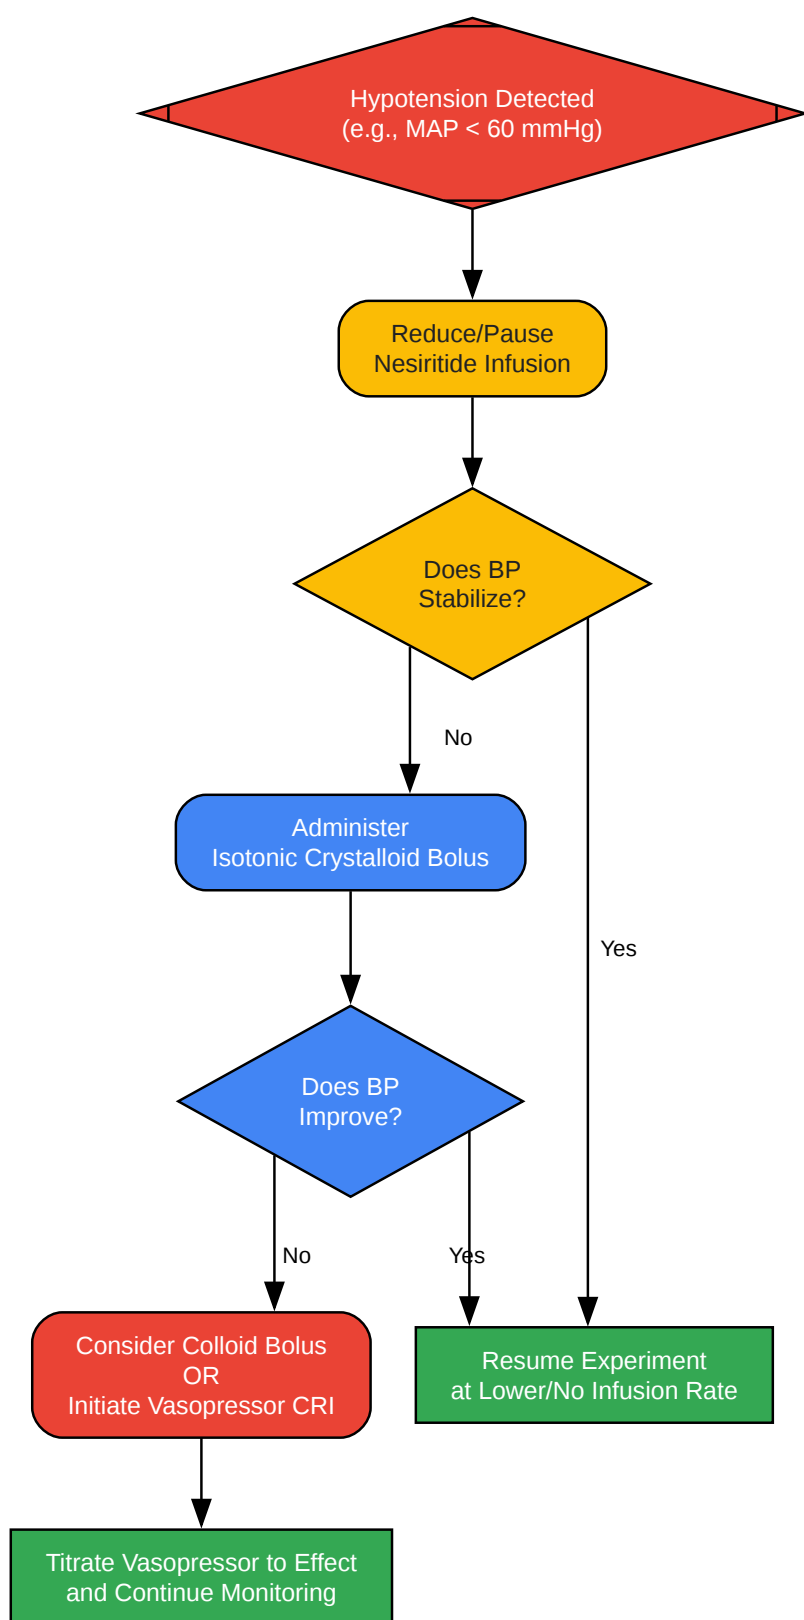 Hypotension Detected
(e.g., MAP < 60 mmHg)
Reduce/Pause
Nesiritide Infusion
Does BP
Stabilize?
No
Administer
Isotonic Crystalloid Bolus
Yes
Does BP
Improve?
No
Yes
Consider Colloid Bolus
OR
Initiate Vasopressor CRI
Resume Experiment
at Lower/No Infusion Rate
Titrate Vasopressor to Effect
and Continue Monitoring